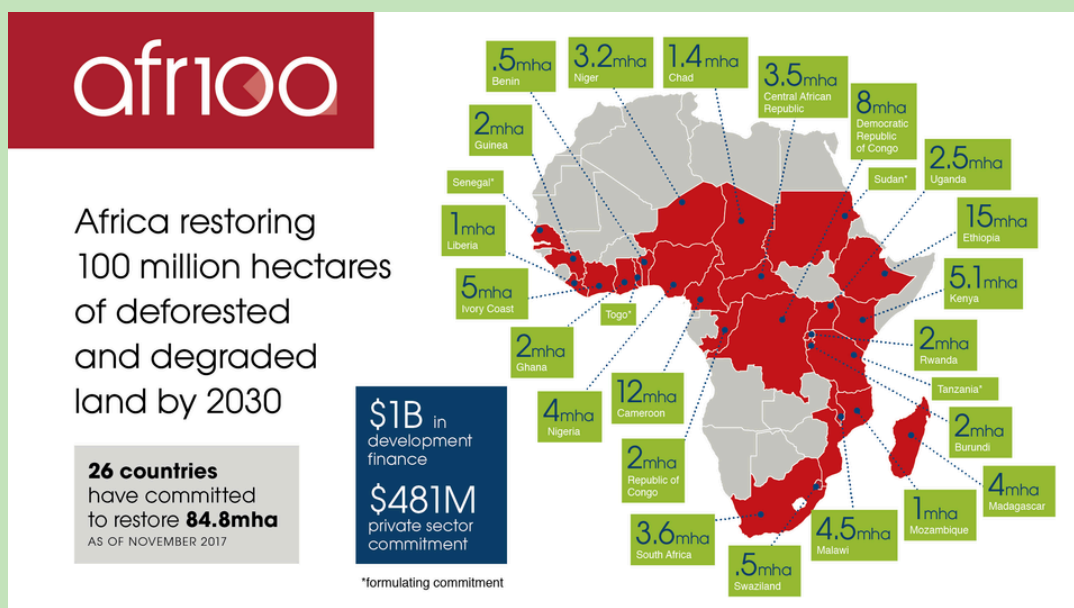 afr100
Africa restoring
100 million hectares
of deforested
and degraded
land by 2030
26 countries
have committed
to restore 84.8mha
AS OF NOVEMBER 2017
$1B in
development
finance
$481M
private sector
commitment
*formulating commitment
.5mha
Benin
3.2mha
Niger
1.4mha
Chad
3.5mha
Central African
Republic
8mha
Democratic
Republic
of Congo
2mha
Guinea
Senegal*
Sudan*
2.5mha
Uganda
1mha
Liberia
15mha
Ethiopia
5mha
Ivory Coast
5.1mha
Kenya
Togo*
2mha
Ghana
2mha
Rwanda
Tanzania*
4mha
Nigeria
12mha
Cameroon
2mha
Burundi
2mha
Republic of
Congo
4mha
Madagascar
1mha
Mozambique
3.6mha
South Africa
4.5mha
Malawi
.5mha
Swaziland